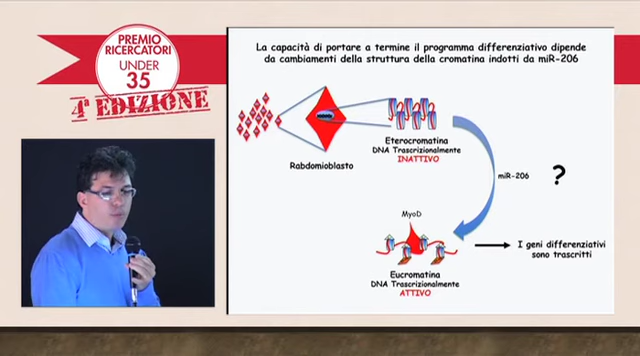 PREMIO
RICERCATORI
UNDER
35
4ª EDIZIONE
La capacità di portare a termine il programma differenziativo dipende
da cambiamenti della struttura della cromatina indotti da miR-206
Rabdomioblasto
Eterocromatina
DNA Trascrizionalmente
INATTIVO
miR-206
?
MyoD
Eucromatina
DNA Trascrizionalmente
ATTIVO
I geni differenziativi
sono trascritti